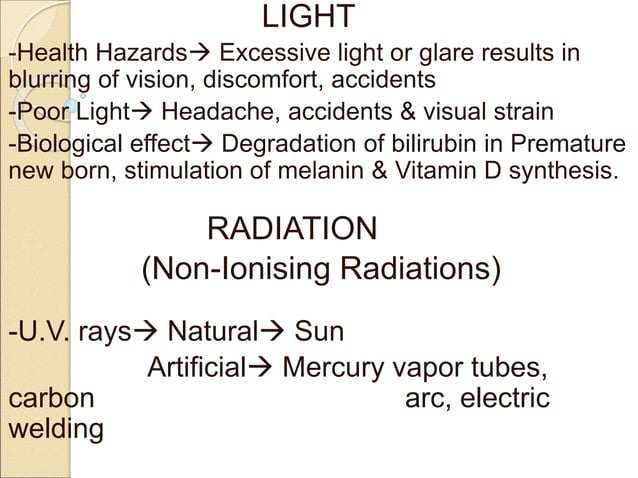 LIGHT
-Health Hazards→ Excessive light or glare results in
blurring of vision, discomfort, accidents
-Poor Light→ Headache, accidents & visual strain
-Biological effect→ Degradation of bilirubin in Premature
new born, stimulation of melanin & Vitamin D synthesis.
RADIATION
(Non-Ionising Radiations)
-U.V. rays→ Natural→ Sun
Artificial→ Mercury vapor tubes,
carbon arc, electric
welding